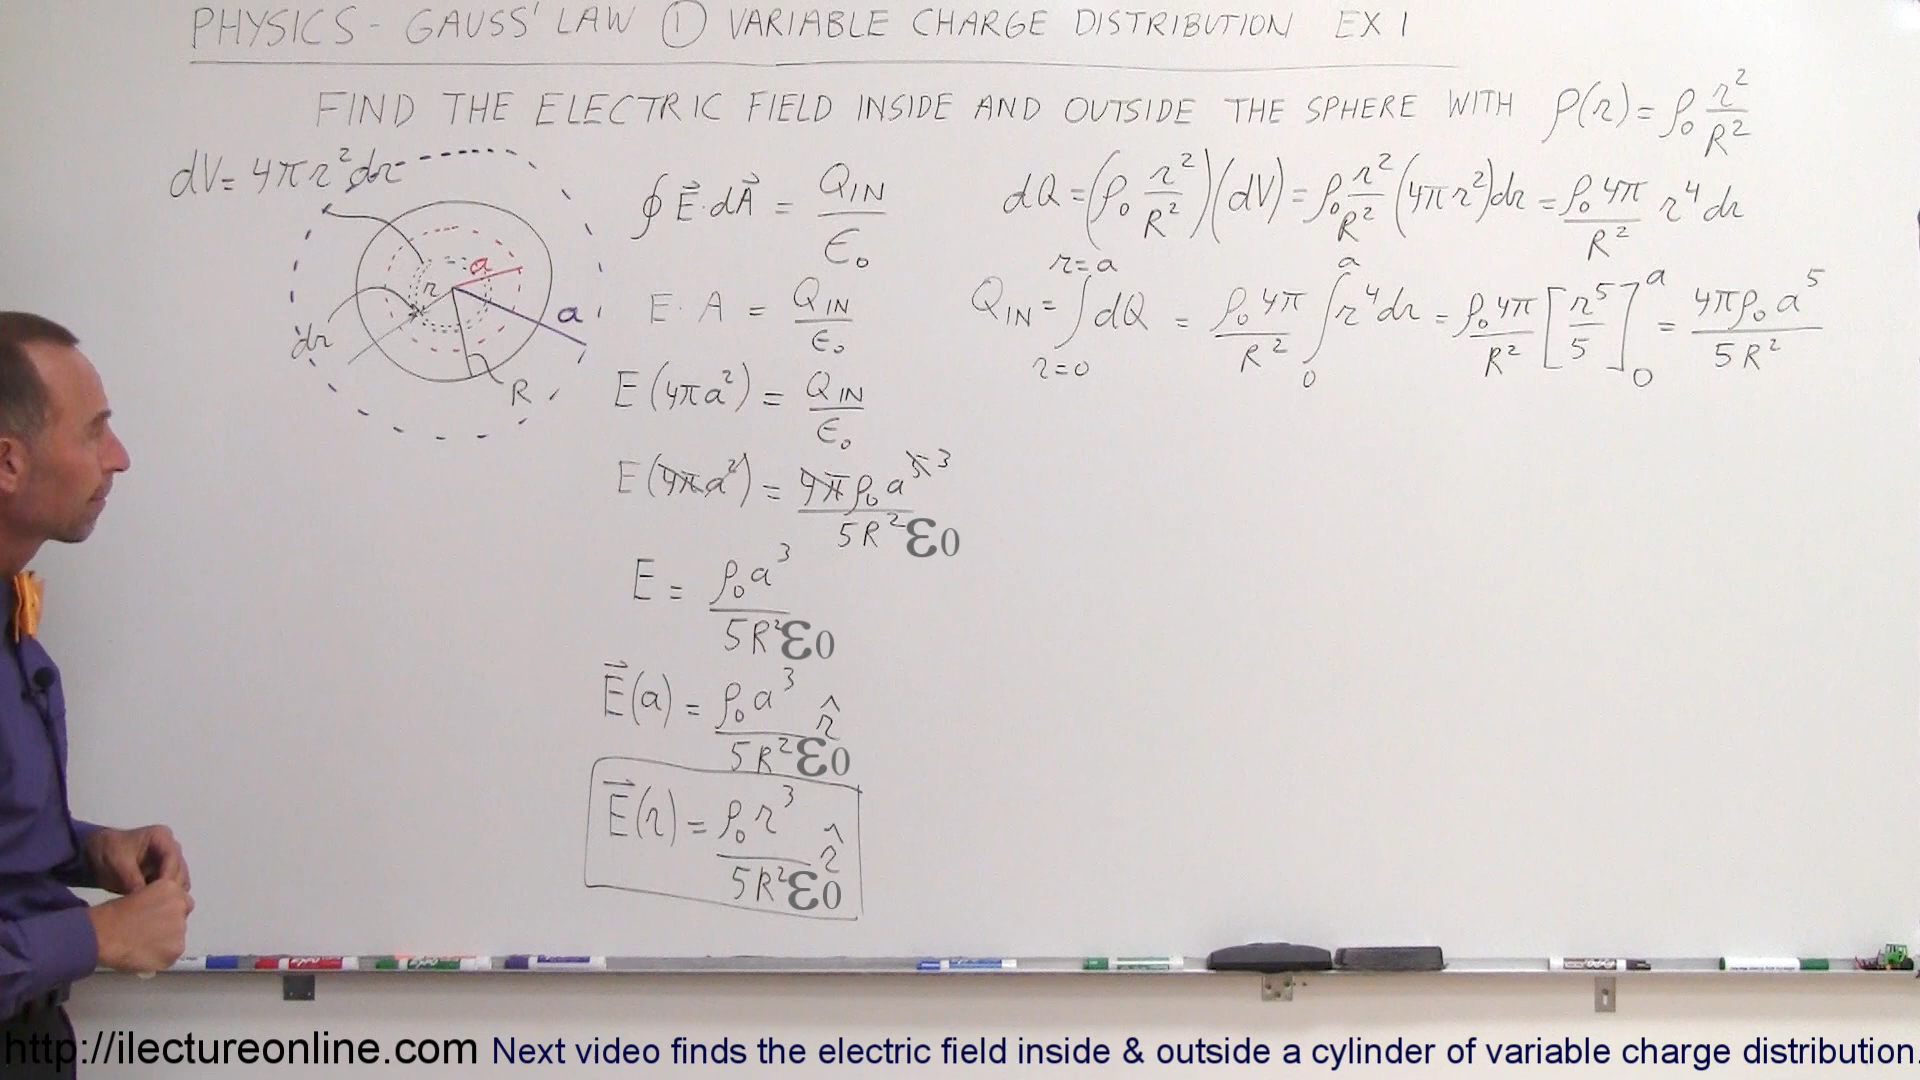 PHYSICS - GAUSS' LAW ① VARIABLE CHARGE DISTRIBUTION EX 1
FIND THE ELECTRIC FIELD INSIDE AND OUTSIDE THE SPHERE WITH ρ(r) = ρ₀ r²/R²
dV = 4πr²dr
a
r
a
dr
R
∮ E⃗·dA⃗ = Q_IN/ε₀
E·A = Q_IN/ε₀
E(4πa²) = Q_IN/ε₀
E(4πa²) = 4πρ₀a⁵ ³/5R²ε0
E = ρ₀a³/5R²ε0
E⃗(a) = ρ₀a³/5R²ε0 r̂
E⃗(r) = ρ₀r³/5R²ε0 r̂
dQ = (ρ₀ r²/R²)(dV) = ρ₀ r²/R² (4πr²)dr = ρ₀4π/R² r⁴dr
Q_IN = ∫_{r=0}^{r=a} dQ = ρ₀4π/R² ∫_0^a r⁴dr = ρ₀4π/R² [r⁵/5]_0^a = 4πρ₀a⁵/5R²
http://ilectureonline.com Next video finds the electric field inside & outside a cylinder of variable charge distribution.